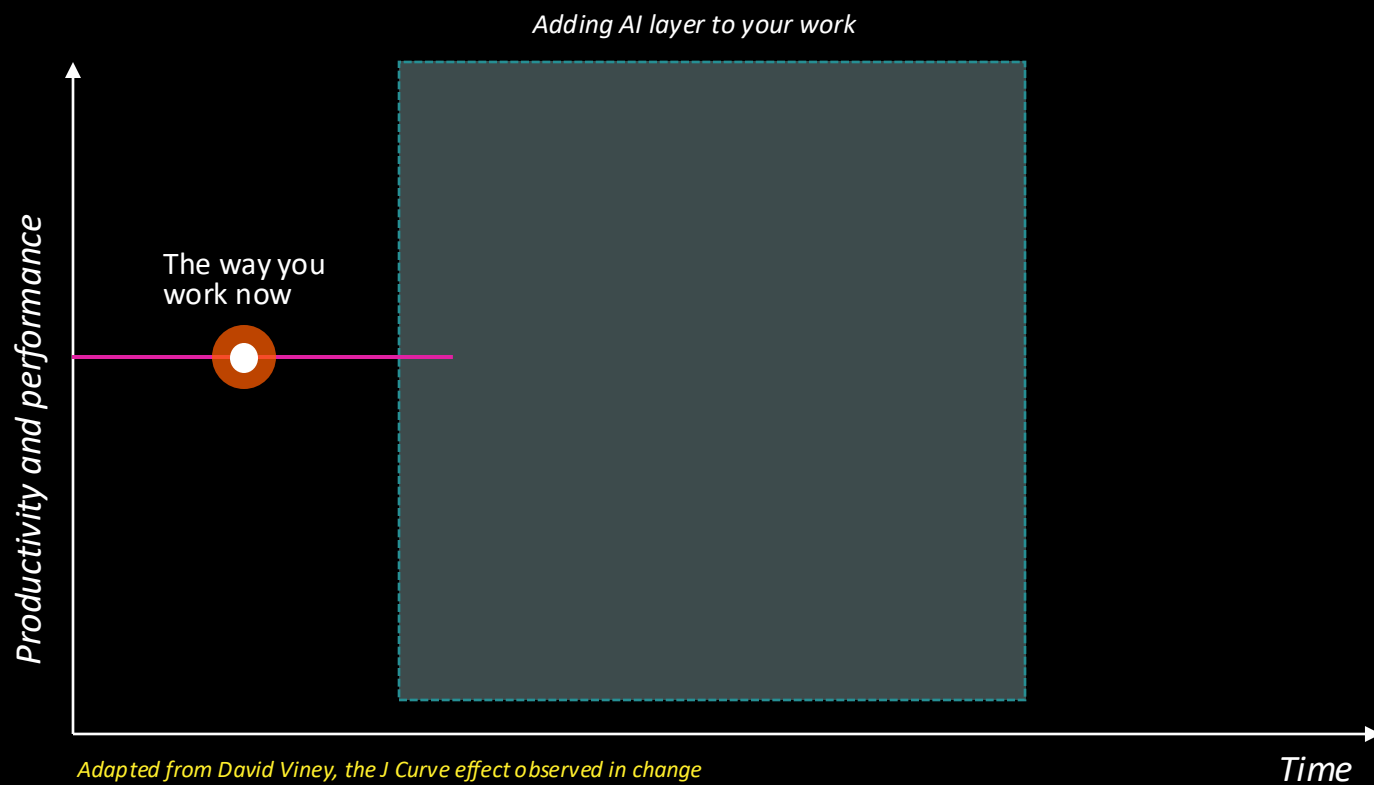 Adding AI layer to your work
Productivity and performance
The way you
work now
Adapted from David Viney, the J Curve effect observed in change
Time